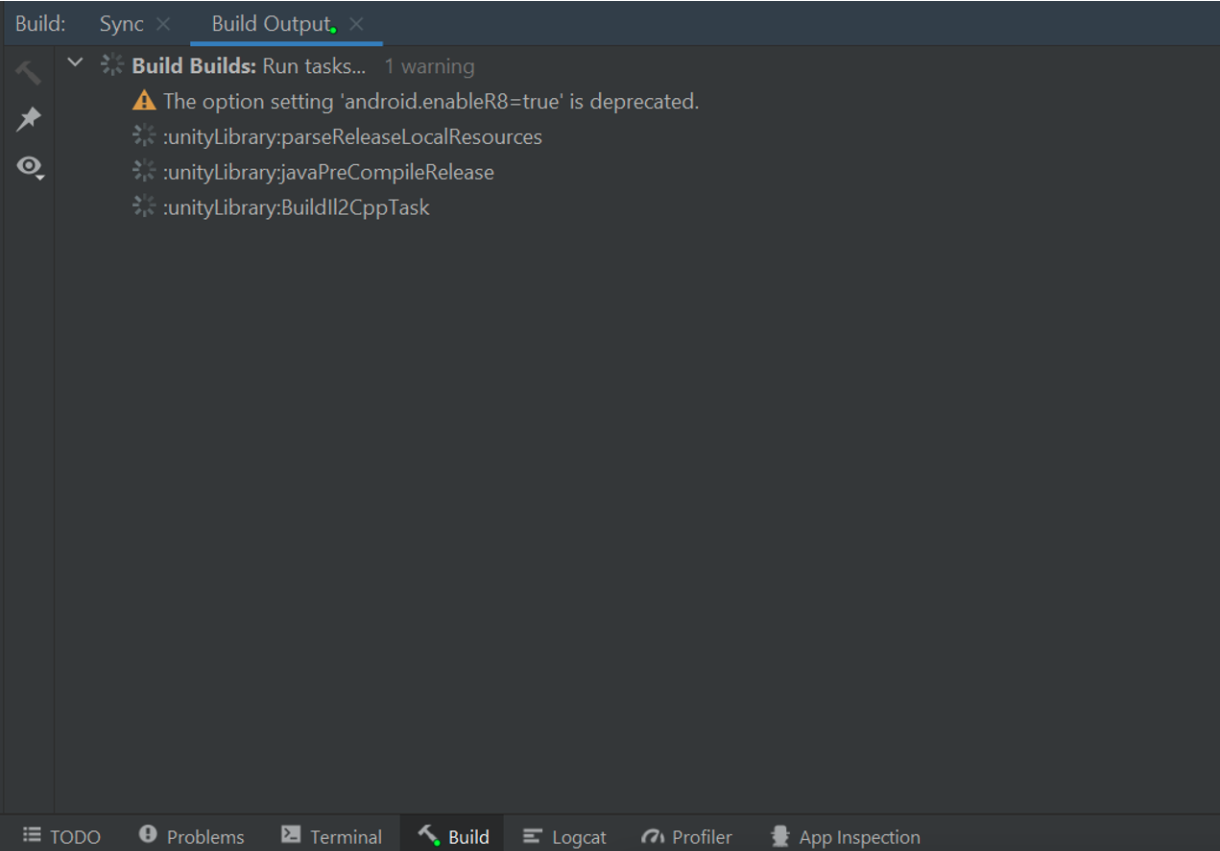 Build: Sync Build Output
Build Builds: Run tasks... 1 warning
The option setting 'android.enableR8=true' is deprecated.
:unityLibrary:parseReleaseLocalResources
:unityLibrary:javaPreCompileRelease
:unityLibrary:BuildIl2CppTask
TODO Problems Terminal Build Logcat Profiler App Inspection